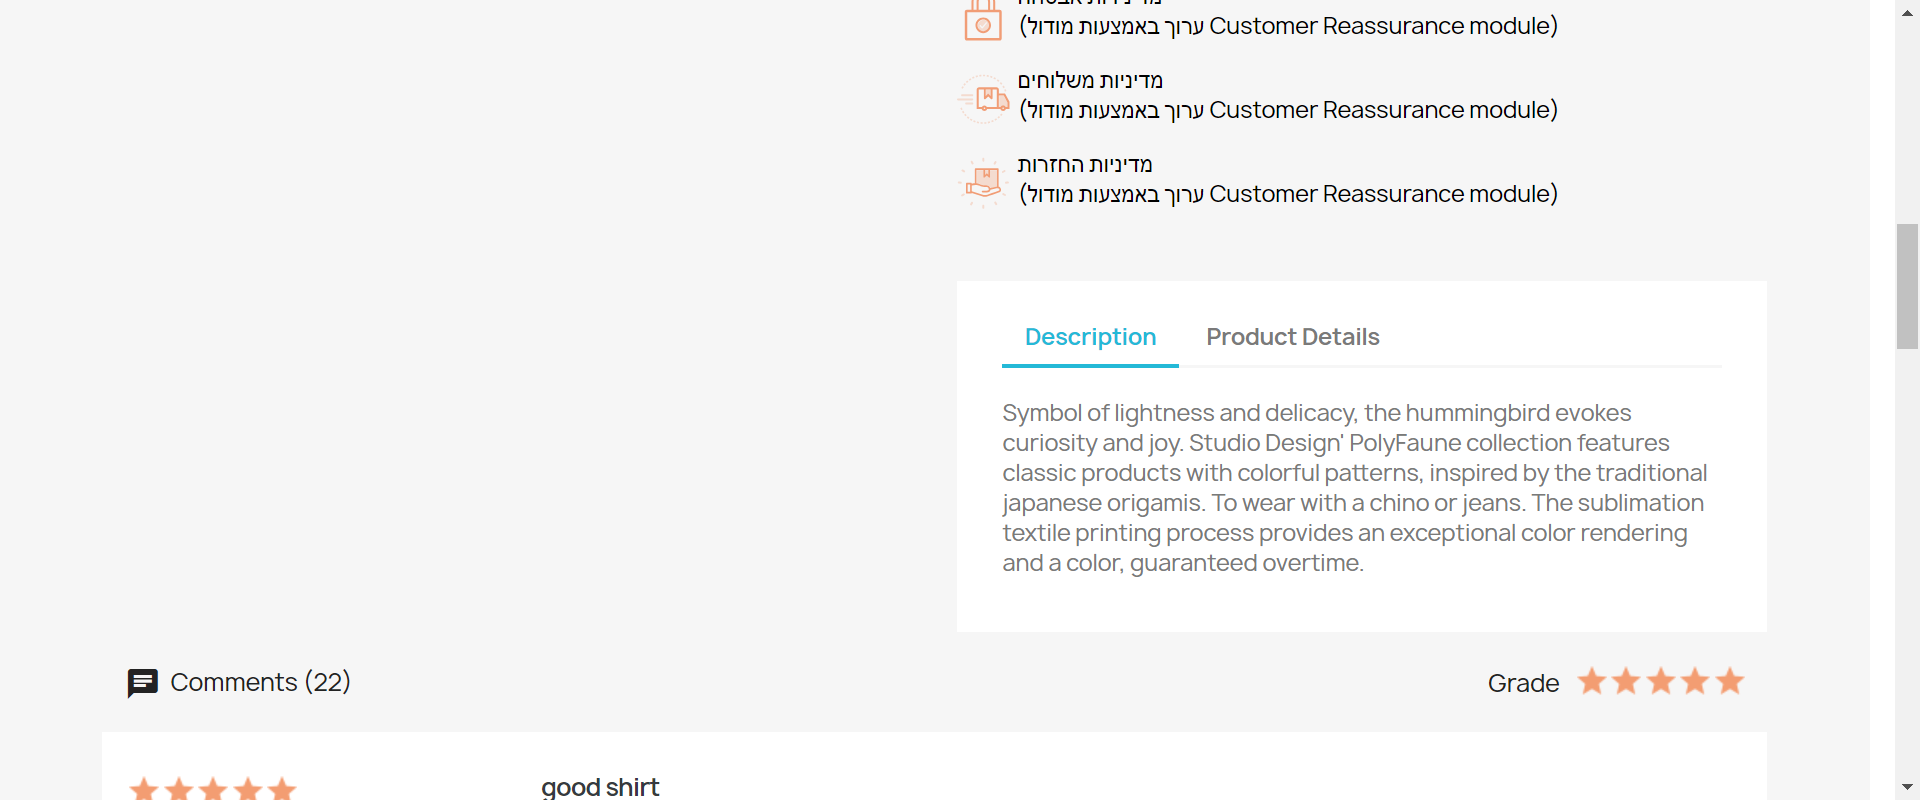 (ערוך באמצעות מודול Customer Reassurance module)
מדיניות משלוחים
(ערוך באמצעות מודול Customer Reassurance module)
מדיניות החזרות
(ערוך באמצעות מודול Customer Reassurance module)
Description
Product Details
Symbol of lightness and delicacy, the hummingbird evokes
curiosity and joy. Studio Design' PolyFaune collection features
classic products with colorful patterns, inspired by the traditional
japanese origamis. To wear with a chino or jeans. The sublimation
textile printing process provides an exceptional color rendering
and a color, guaranteed overtime.
Comments (22)
Grade
good shirt